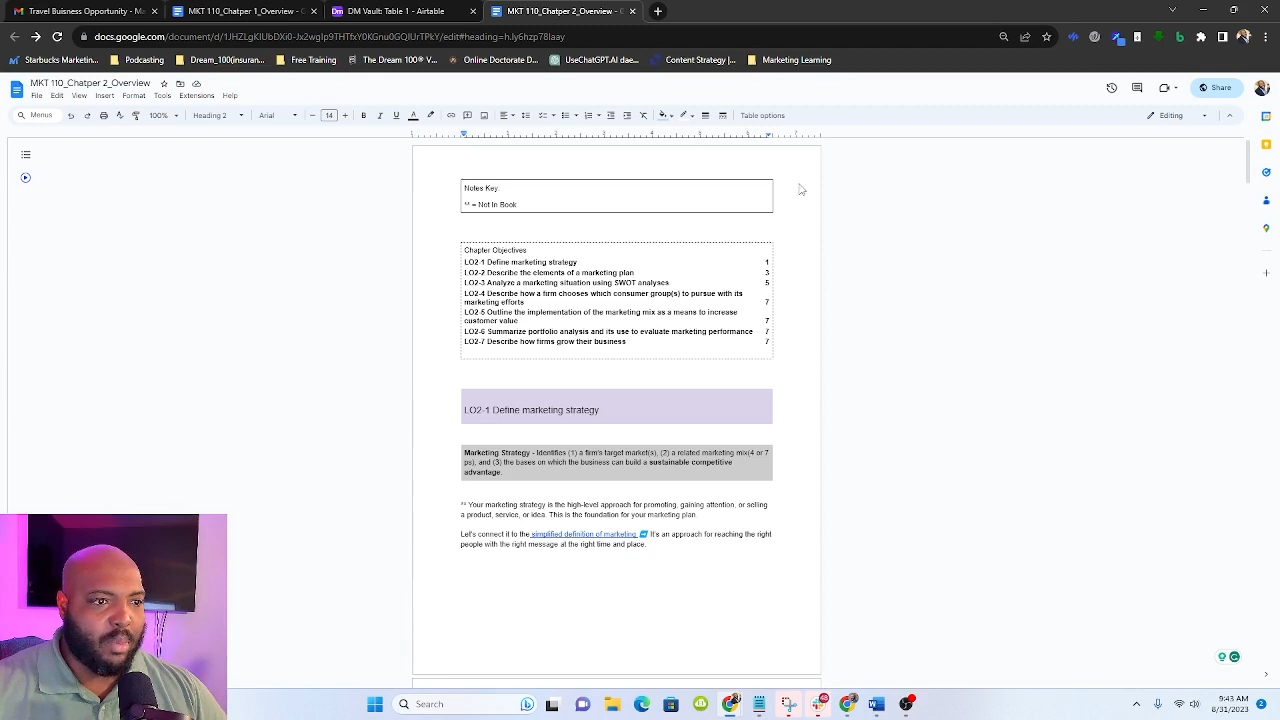 Travel Buisness Opportunity - M
MKT 110_Chatper 1_Overview - G
DM Vault: Table 1 - Airtable
MKT 110_Chatper 2_Overview - G
docs.google.com/document/d/1JHZLgKIUbDXi0-Jx2wgIp9THTfxY0KGnu0GQIUrTPkY/edit#heading=h.ly6hzp78laay
Starbucks Marketin...
Podcasting
Dream_100(insuran...
Free Training
The Dream 100® V...
Online Doctorate D...
UseChatGPT.AI dae...
Content Strategy |...
Marketing Learning
MKT 110_Chatper 2_Overview
File Edit View Insert Format Tools Extensions Help
Share
Menus
100%
Heading 2
Arial
14
Table options
Editing
Notes Key:
** = Not In Book
Chapter Objectives
LO2-1 Define marketing strategy 1
LO2-2 Describe the elements of a marketing plan 3
LO2-3 Analyze a marketing situation using SWOT analyses 5
LO2-4 Describe how a firm chooses which consumer group(s) to pursue with its
marketing efforts 7
LO2-5 Outline the implementation of the marketing mix as a means to increase
customer value 7
LO2-6 Summarize portfolio analysis and its use to evaluate marketing performance 7
LO2-7 Describe how firms grow their business 7
LO2-1 Define marketing strategy
Marketing Strategy - Identifies (1) a firm's target market(s), (2) a related marketing mix(4 or 7
ps), and (3) the bases on which the business can build a sustainable competitive
advantage.
** Your marketing strategy is the high-level approach for promoting, gaining attention, or selling
a product, service, or idea. This is the foundation for your marketing plan.
Let's connect it to the simplified definition of marketing It's an approach for reaching the right
people with the right message at the right time and place.
Search
9:43 AM
8/31/2023